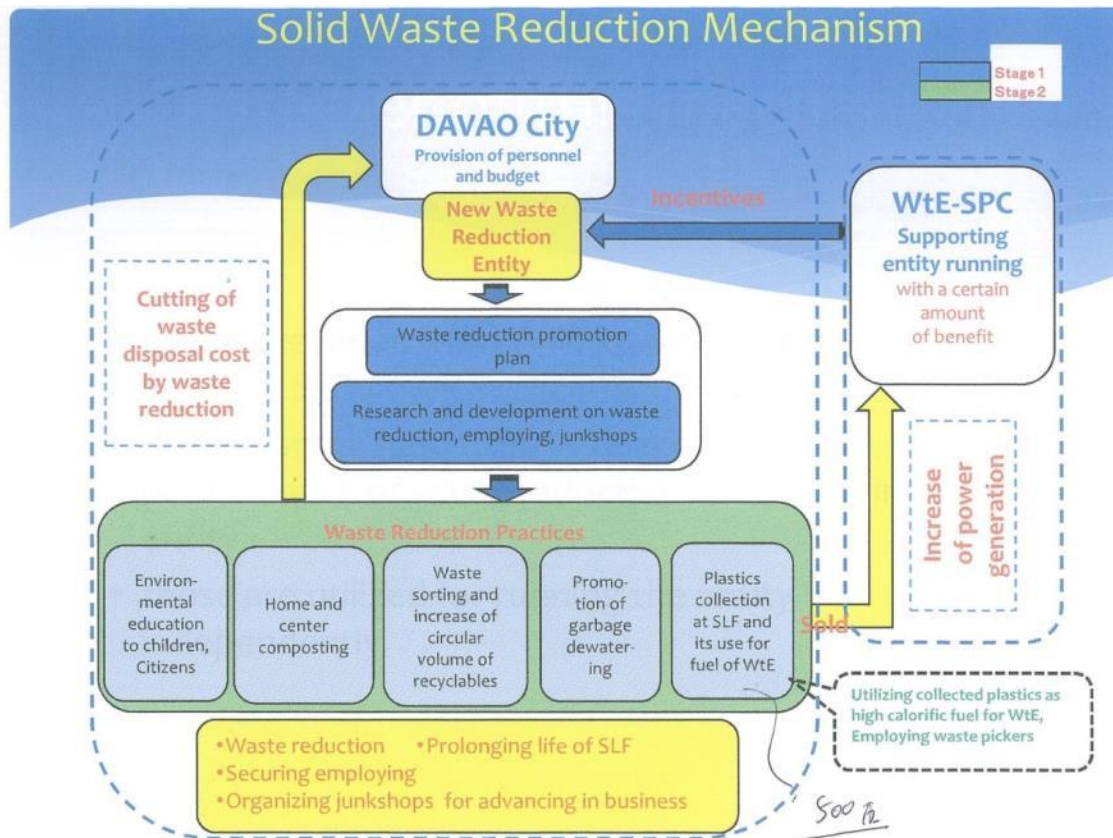 Solid Waste Reduction Mechanism
Stage 1
Stage 2
DAVAO City
Provision of personnel
and budget
New Waste
Reduction
Entity
Incentives
WtE-SPC
Supporting
entity running
with a certain
amount
of benefit
Cutting of
waste
disposal cost
by waste
reduction
Waste reduction promotion
plan
Research and development on waste
reduction, employing, junkshops
Increase
of power
generation
Waste Reduction Practices
Environ-
mental
education
to children,
Citizens
Home and
center
composting
Waste
sorting and
increase of
circular
volume of
recyclables
Promo-
tion of
garbage
dewater-
ing
Plastics
collection
at SLF and
its use for
fuel of WtE
Sold
Utilizing collected plastics as
high calorific fuel for WtE,
Employing waste pickers
•Waste reduction •Prolonging life of SLF
•Securing employing
•Organizing junkshops for advancing in business
500